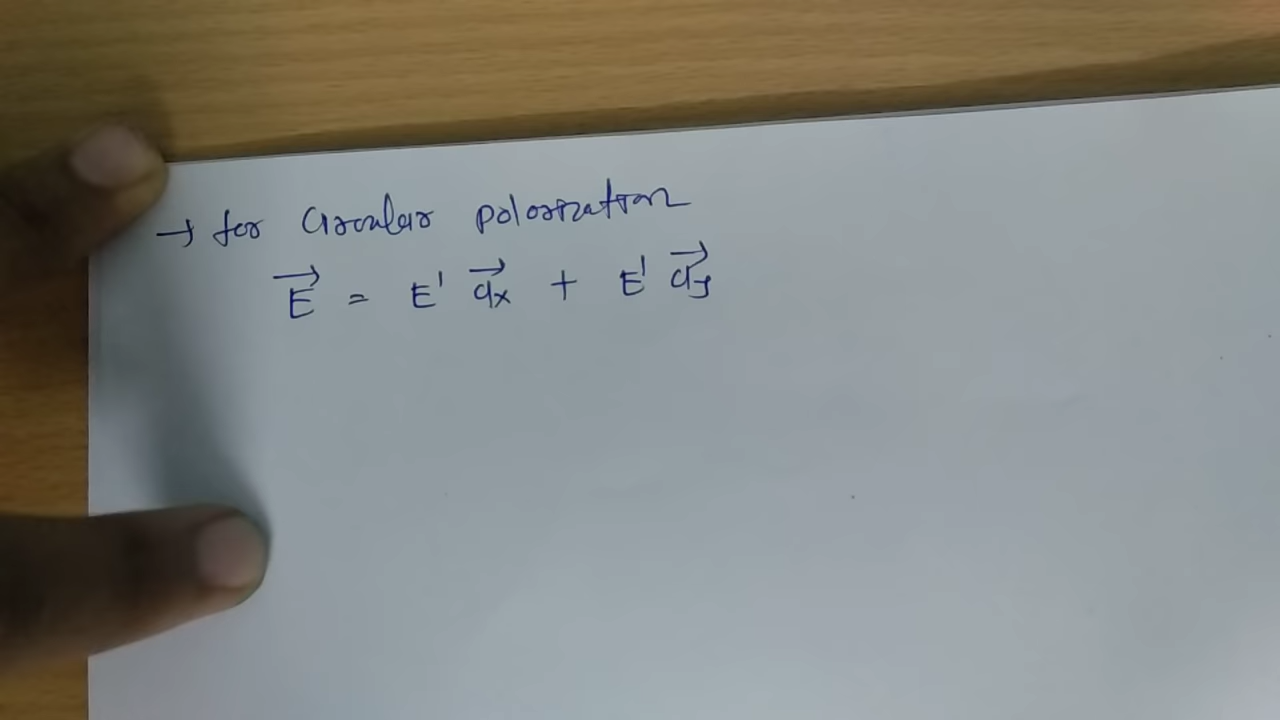 → for Circular polarization
E⃗ = E' a⃗x + E' a⃗y